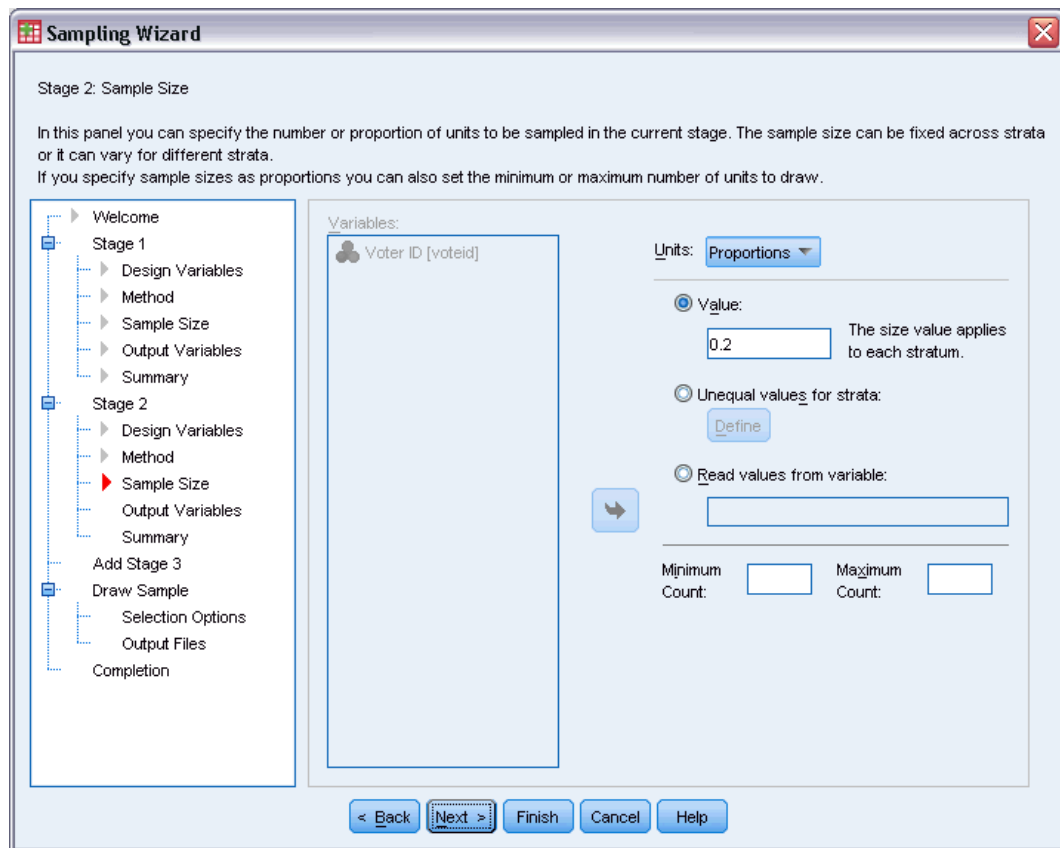 Sampling Wizard
Stage 2: Sample Size
In this panel you can specify the number or proportion of units to be sampled in the current stage. The sample size can be fixed across strata
or it can vary for different strata.
If you specify sample sizes as proportions you can also set the minimum or maximum number of units to draw.
Welcome
Stage 1
Design Variables
Method
Sample Size
Output Variables
Summary
Stage 2
Design Variables
Method
Sample Size
Output Variables
Summary
Add Stage 3
Draw Sample
Selection Options
Output Files
Completion
Variables:
Voter ID [voteid]
Units: Proportions
Value:
0.2
The size value applies
to each stratum.
Unequal values for strata:
Define
Read values from variable:
Minimum
Count:
Maximum
Count:
< Back
Next >
Finish
Cancel
Help